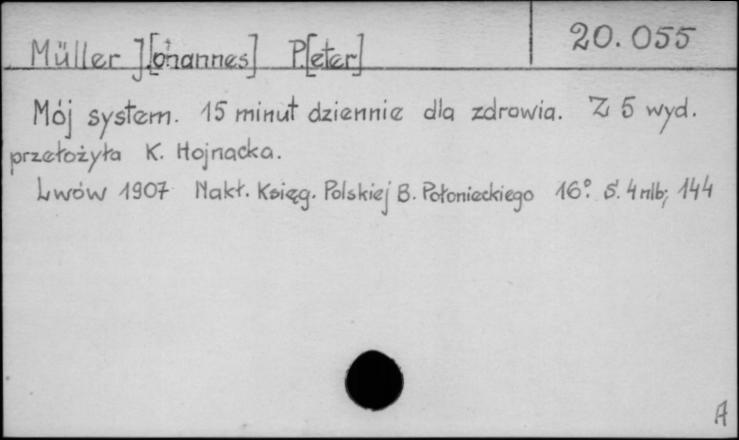 20.055
Müller J[ohannes] P.[eter]
Mój system. 15 minut dziennie dla zdrowia. Z 5 wyd.
przełożyła K. Hojnacka.
Lwów 1907 Nakł. Księg. Polskiej B. Połonieckiego 16° S. 4 nlb; 144
A